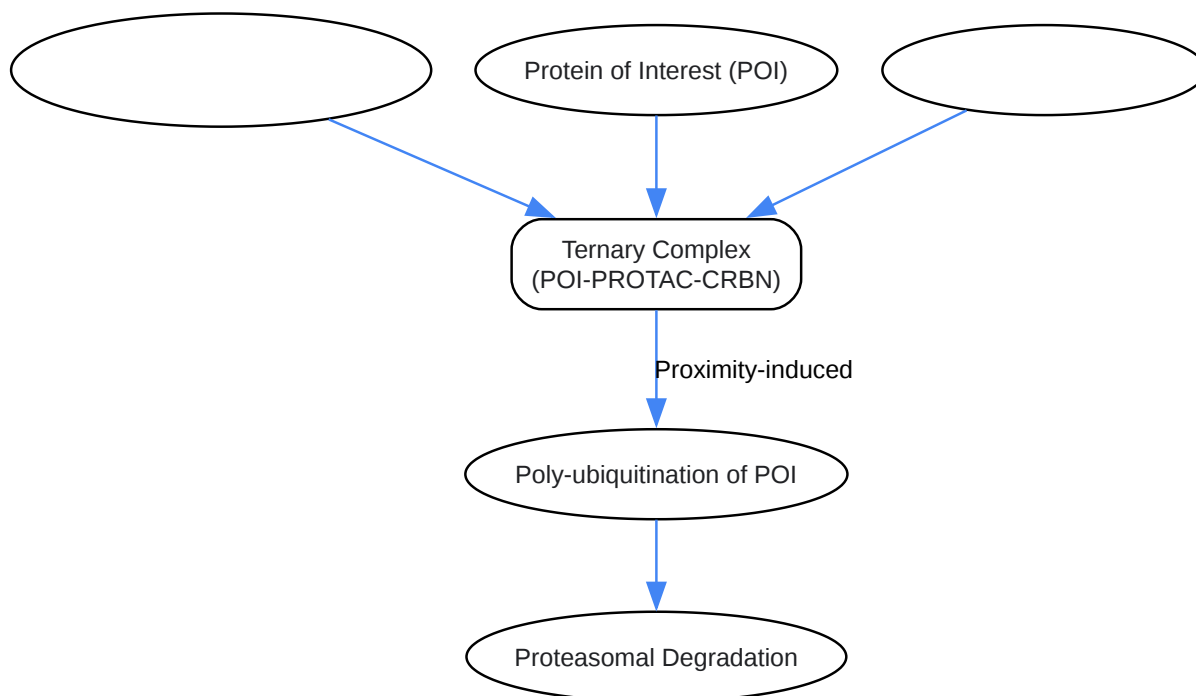 Protein of Interest (POI)
Ternary Complex
(POI-PROTAC-CRBN)
Proximity-induced
Poly-ubiquitination of POI
Proteasomal Degradation